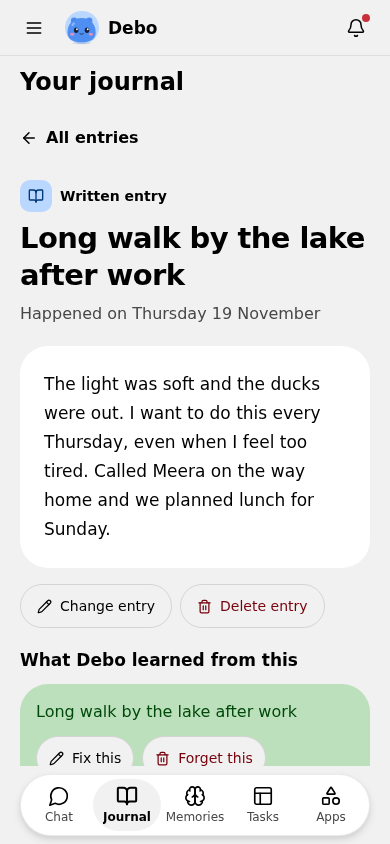 Debo
Your journal
All entries
Written entry
Long walk by the lake
after work
Happened on Thursday 19 November
The light was soft and the ducks
were out. I want to do this every
Thursday, even when I feel too
tired. Called Meera on the way
home and we planned lunch for
Sunday.
Change entry
Delete entry
What Debo learned from this
Long walk by the lake after work
Fix this
Forget this
Chat
Journal
Memories
Tasks
Apps